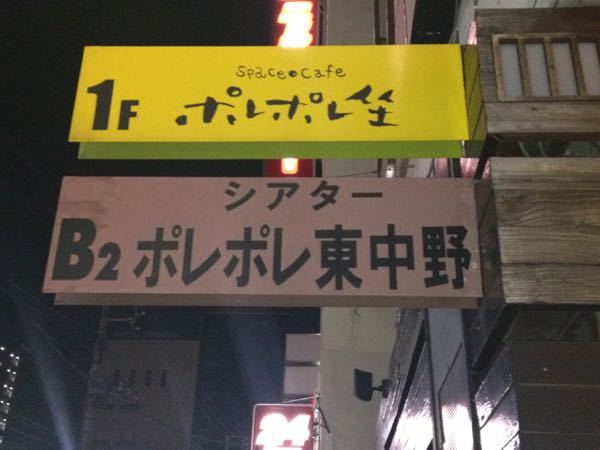 Space・Cafe
1F ポレポレ坐
シアター
B2 ポレポレ東中野
24